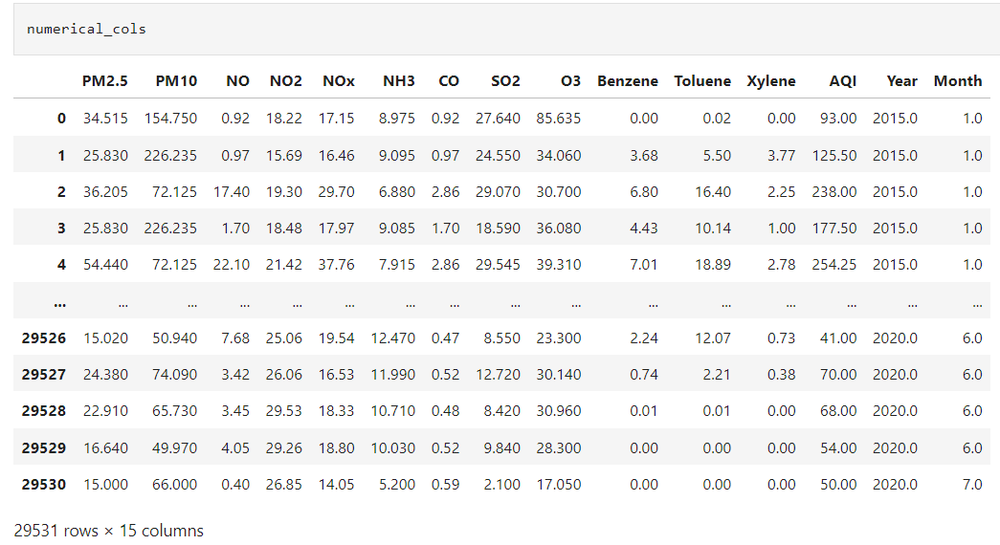 numerical_cols
PM2.5 PM10 NO NO2 NOx NH3 CO SO2 O3 Benzene Toluene Xylene AQI Year Month
0 34.515 154.750 0.92 18.22 17.15 8.975 0.92 27.640 85.635 0.00 0.02 0.00 93.00 2015.0 1.0
1 25.830 226.235 0.97 15.69 16.46 9.095 0.97 24.550 34.060 3.68 5.50 3.77 125.50 2015.0 1.0
2 36.205 72.125 17.40 19.30 29.70 6.880 2.86 29.070 30.700 6.80 16.40 2.25 238.00 2015.0 1.0
3 25.830 226.235 1.70 18.48 17.97 9.085 1.70 18.590 36.080 4.43 10.14 1.00 177.50 2015.0 1.0
4 54.440 72.125 22.10 21.42 37.76 7.915 2.86 29.545 39.310 7.01 18.89 2.78 254.25 2015.0 1.0
... ... ... ... ... ... ... ... ... ... ... ... ... ... ... ...
29526 15.020 50.940 7.68 25.06 19.54 12.470 0.47 8.550 23.300 2.24 12.07 0.73 41.00 2020.0 6.0
29527 24.380 74.090 3.42 26.06 16.53 11.990 0.52 12.720 30.140 0.74 2.21 0.38 70.00 2020.0 6.0
29528 22.910 65.730 3.45 29.53 18.33 10.710 0.48 8.420 30.960 0.01 0.01 0.00 68.00 2020.0 6.0
29529 16.640 49.970 4.05 29.26 18.80 10.030 0.52 9.840 28.300 0.00 0.00 0.00 54.00 2020.0 6.0
29530 15.000 66.000 0.40 26.85 14.05 5.200 0.59 2.100 17.050 0.00 0.00 0.00 50.00 2020.0 7.0
29531 rows × 15 columns